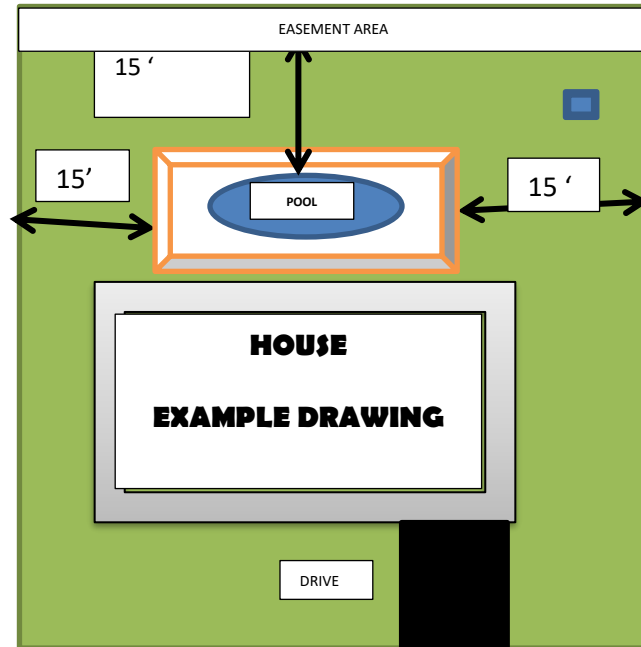 EASEMENT AREA
15 ‘
15’
15 ‘
POOL
HOUSE
EXAMPLE DRAWING
DRIVE